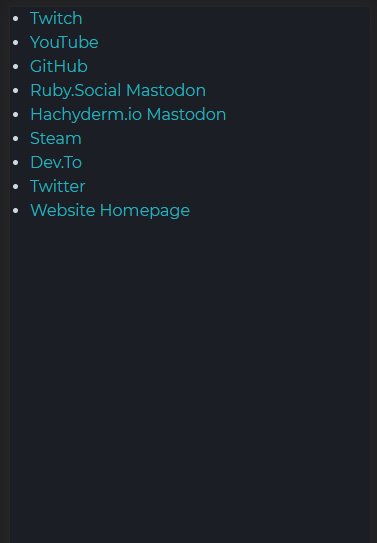 Twitch
YouTube
GitHub
Ruby.Social Mastodon
Hachyderm.io Mastodon
Steam
Dev.To
Twitter
Website Homepage